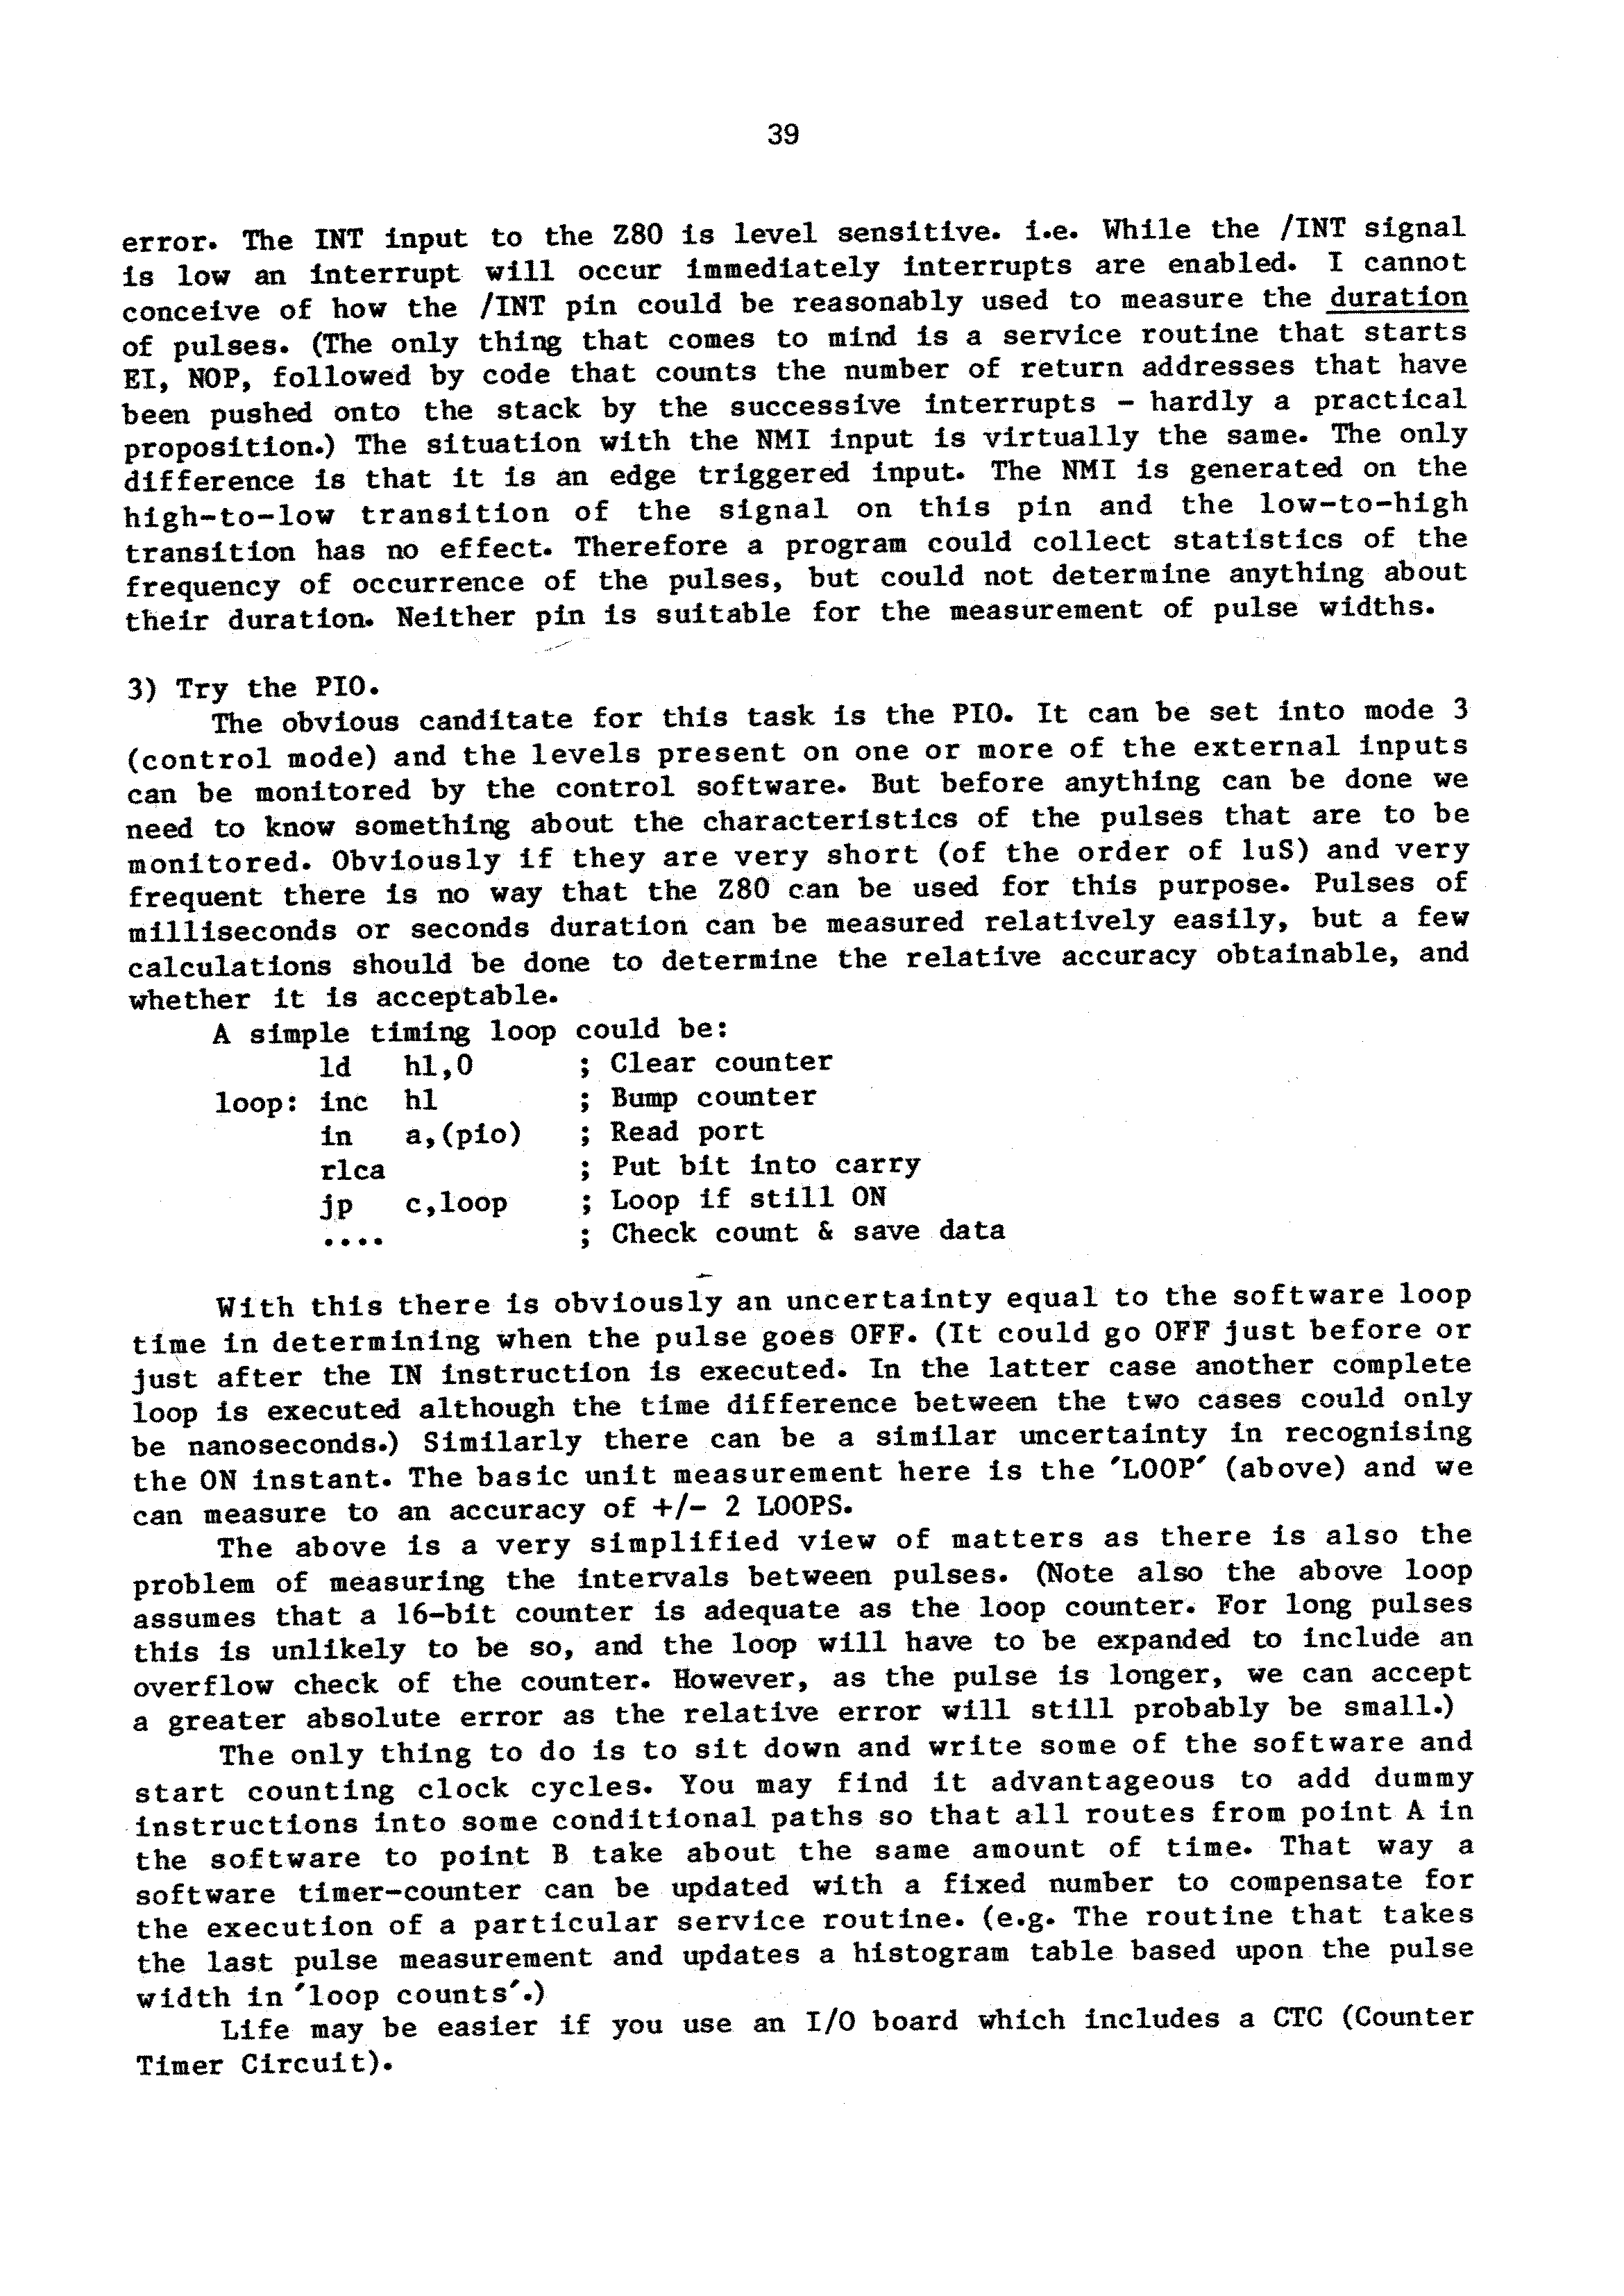 39
error. The INT input to the Z80 is level sensitive. i.e. While the /INT signal
is low an interrupt will occur immediately interrupts are enabled. I cannot
conceive of how the /INT pin could be reasonably used to measure the duration
of pulses. (The only thing that comes to mind is a service routine that starts
EI, NOP, followed by code that counts the number of return addresses that have
been pushed onto the stack by the successive interrupts - hardly a practical
proposition.) The situation with the NMI input is virtually the same. The only
difference is that it is an edge triggered input. The NMI is generated on the
high-to-low transition of the signal on this pin and the low-to-high
transition has no effect. Therefore a program could collect statistics of the
frequency of occurrence of the pulses, but could not determine anything about
their duration. Neither pin is suitable for the measurement of pulse widths.
3) Try the PIO.
The obvious canditate for this task is the PIO. It can be set into mode 3
(control mode) and the levels present on one or more of the external inputs
can be monitored by the control software. But before anything can be done we
need to know something about the characteristics of the pulses that are to be
monitored. Obviously if they are very short (of the order of 1uS) and very
frequent there is no way that the Z80 can be used for this purpose. Pulses of
milliseconds or seconds duration can be measured relatively easily, but a few
calculations should be done to determine the relative accuracy obtainable, and
whether it is acceptable.
A simple timing loop could be:
ld hl,0 ; Clear counter
loop: inc hl ; Bump counter
in a,(pio) ; Read port
rlca ; Put bit into carry
jp c,loop ; Loop if still ON
.... ; Check count & save data
With this there is obviously an uncertainty equal to the software loop
time in determining when the pulse goes OFF. (It could go OFF just before or
just after the IN instruction is executed. In the latter case another complete
loop is executed although the time difference between the two cases could only
be nanoseconds.) Similarly there can be a similar uncertainty in recognising
the ON instant. The basic unit measurement here is the 'LOOP' (above) and we
can measure to an accuracy of +/- 2 LOOPS.
The above is a very simplified view of matters as there is also the
problem of measuring the intervals between pulses. (Note also the above loop
assumes that a 16-bit counter is adequate as the loop counter. For long pulses
this is unlikely to be so, and the loop will have to be expanded to include an
overflow check of the counter. However, as the pulse is longer, we can accept
a greater absolute error as the relative error will still probably be small.)
The only thing to do is to sit down and write some of the software and
start counting clock cycles. You may find it advantageous to add dummy
instructions into some conditional paths so that all routes from point A in
the software to point B take about the same amount of time. That way a
software timer-counter can be updated with a fixed number to compensate for
the execution of a particular service routine. (e.g. The routine that takes
the last pulse measurement and updates a histogram table based upon the pulse
width in 'loop counts'.)
Life may be easier if you use an I/O board which includes a CTC (Counter
Timer Circuit).